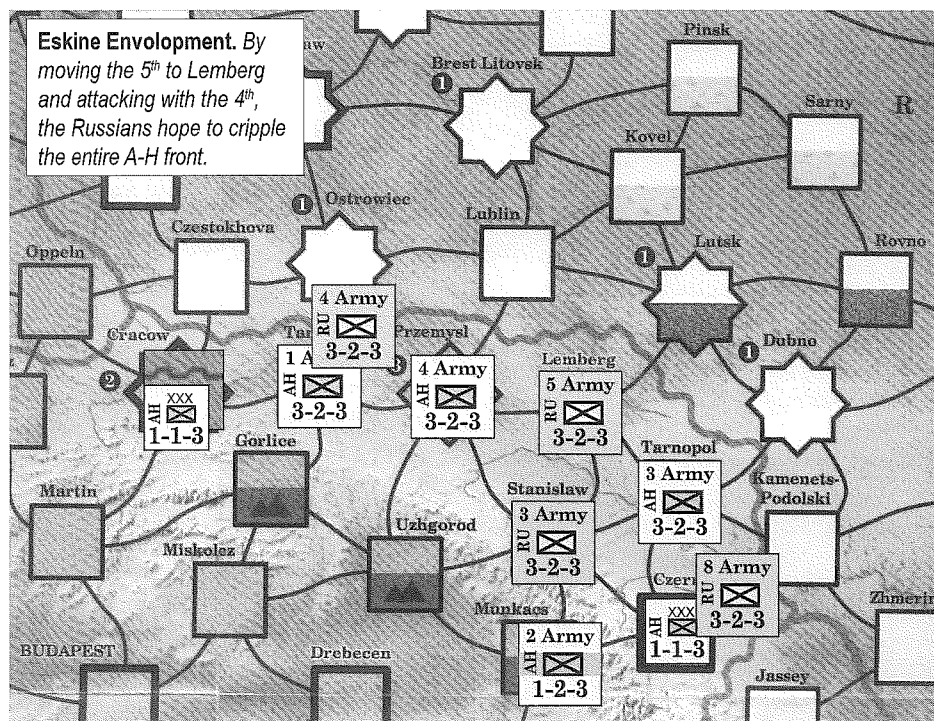 Eskine Envolopment. By
moving the 5th to Lemberg
and attacking with the 4th,
the Russians hope to cripple
the entire A-H front.
aw
Pinsk
Brest Litovsk
1
Sarny
R
Kovel
Ostrowiec
1
Czestokhova
Lublin
Lutsk
1
Rovno
Oppeln
4 Army
RU
3-2-3
Cracow
2
Przemysl
Dubno
1
XXX
AH
1-1-3
1 A
AH
3-2-3
4 Army
AH
3-2-3
Lemberg
5 Army
RU
3-2-3
Gorlice
Tarnopol
3 Army
AH
3-2-3
Kamenets-
Podolski
Martin
Stanislaw
3 Army
RU
3-2-3
Uzhgorod
Miskolcz
8 Army
RU
3-2-3
Czer
XXX
AH
1-1-3
Zhmerin
Munkacs
2 Army
AH
1-2-3
BUDAPEST
Drebecen
Jassey